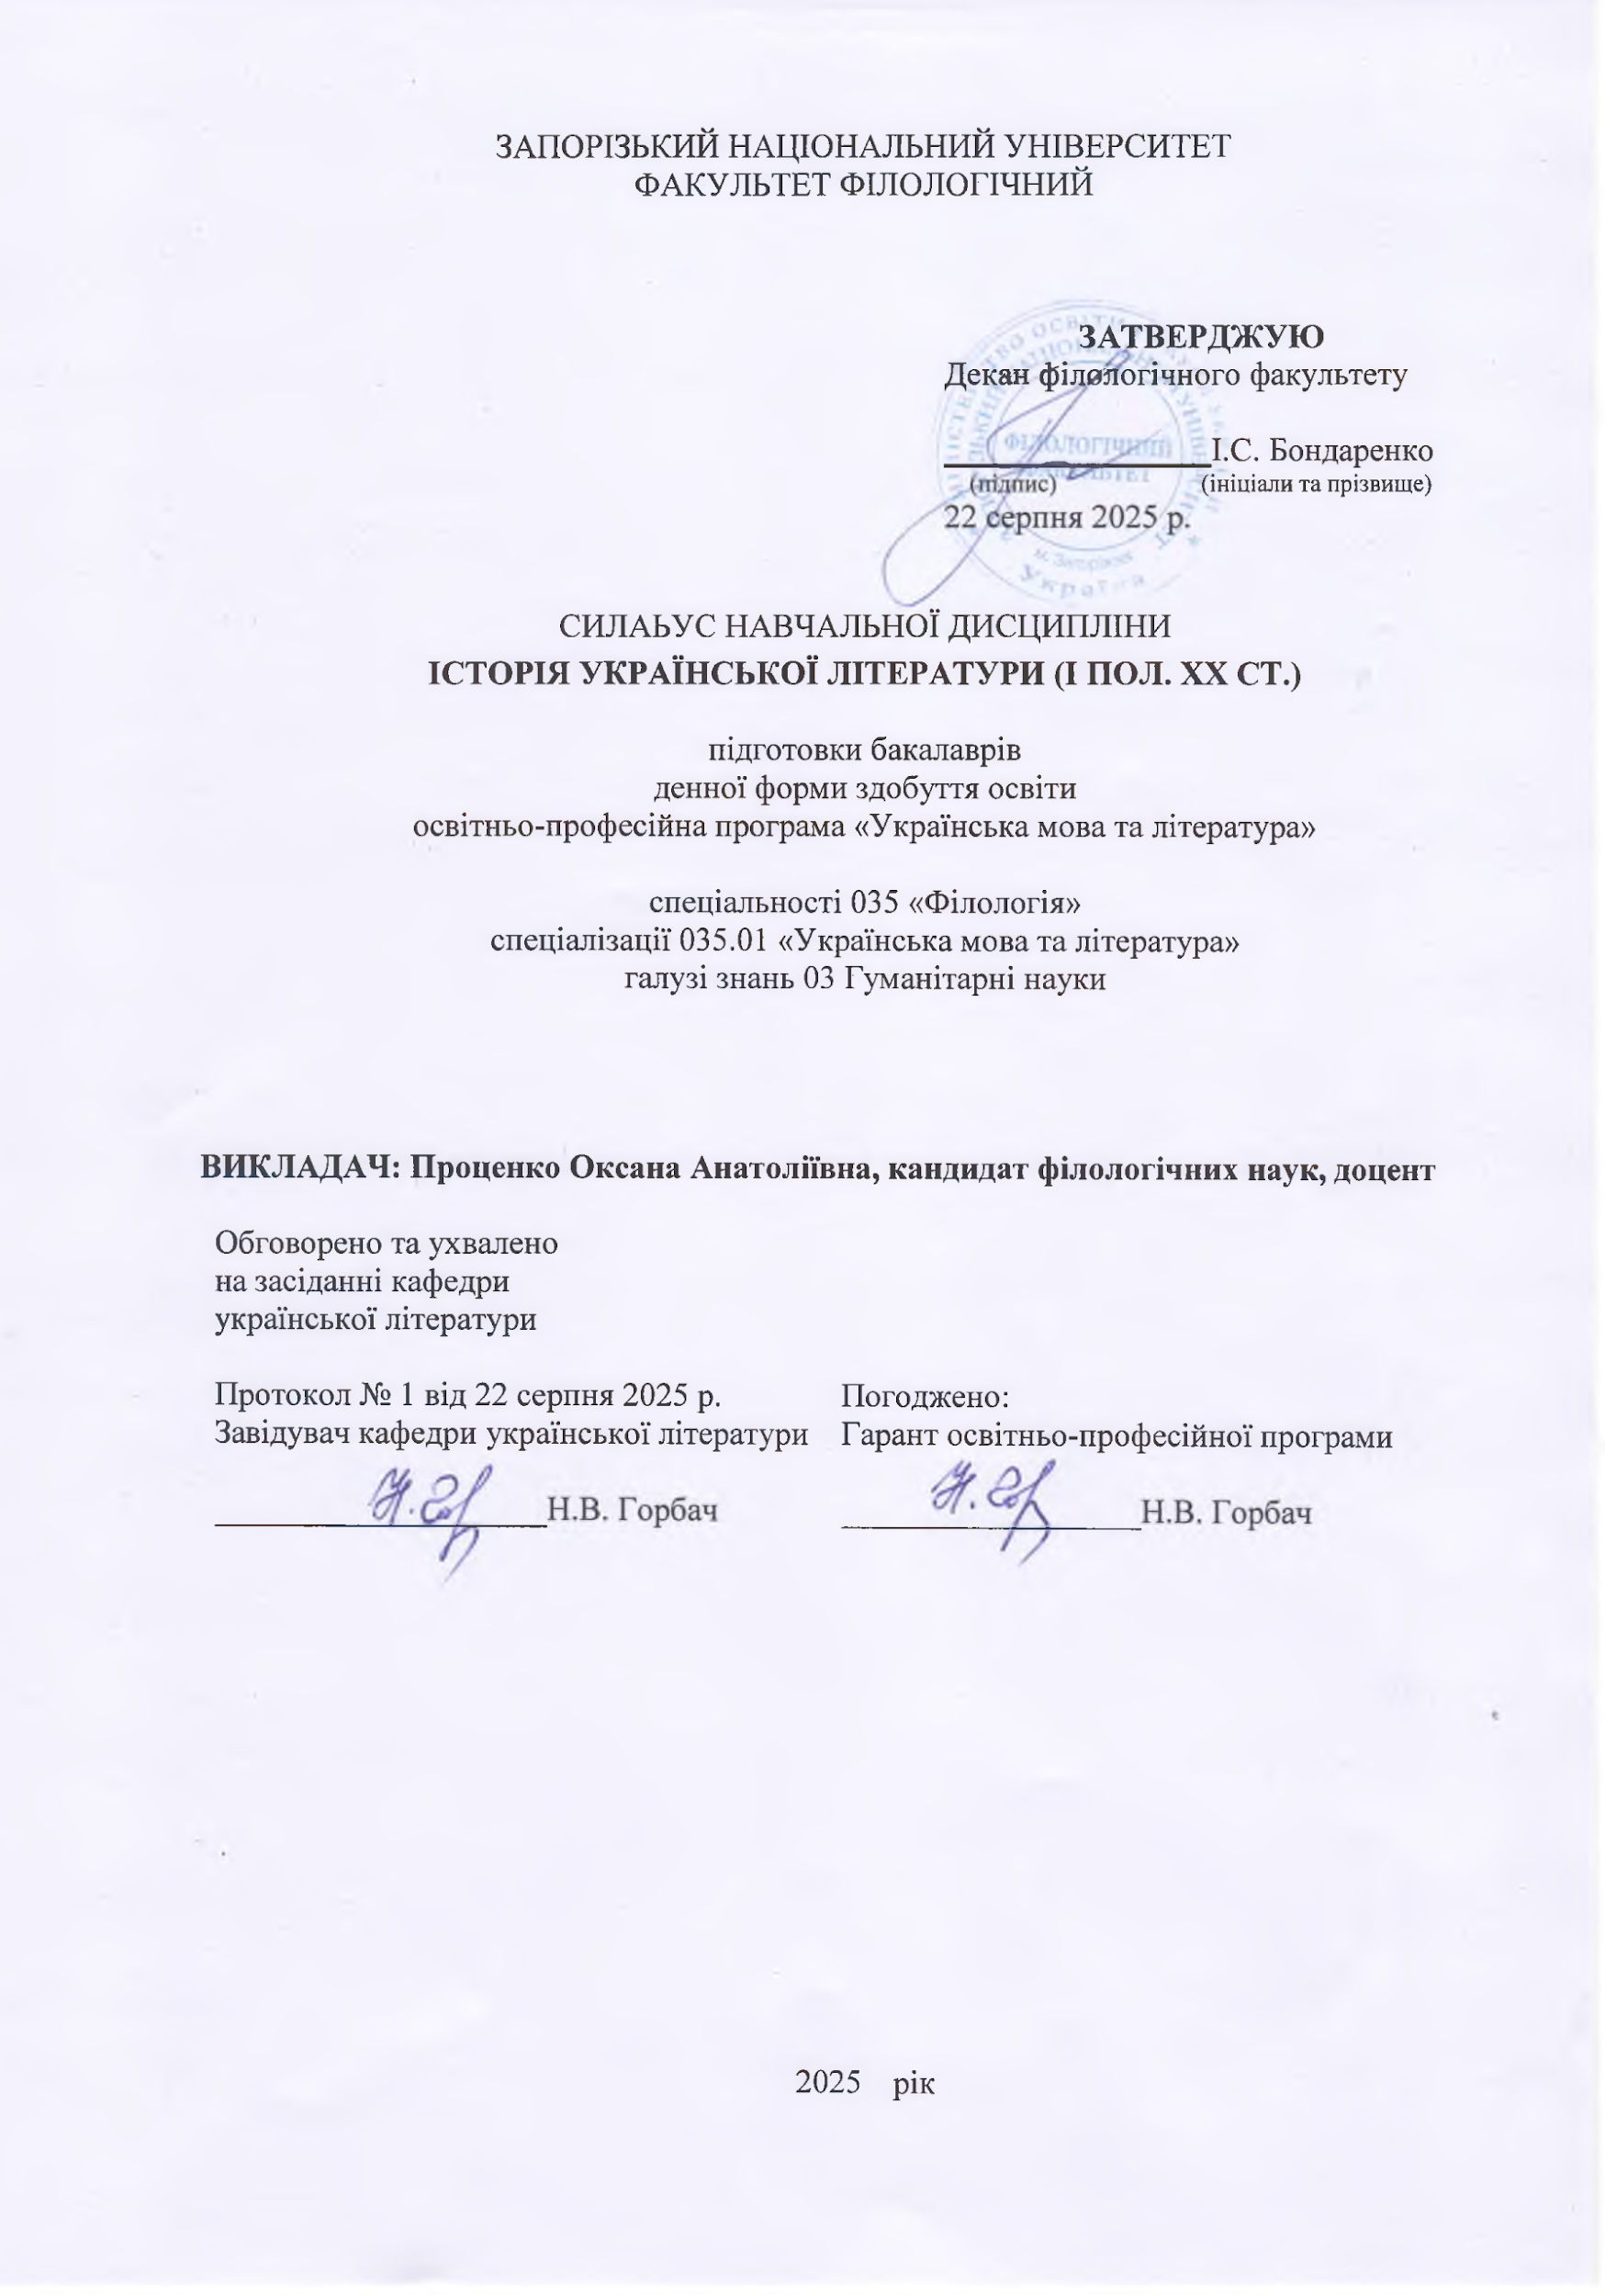 ЗАПОРІЗЬКИЙ НАЦІОНАЛЬНИЙ УНІВЕРСИТЕТ
ФАКУЛЬТЕТ ФІЛОЛОГІЧНИЙ
ЗАТВЕРДЖУЮ
Декан філологічного факультету
І.С. Бондаренко
(підпис) (ініціали та прізвище)
22 серпня 2025 р.
ФІЛОЛОГІЧНИЙ
м. Запоріжжя
Україна
СИЛАЬУС НАВЧАЛЬНОЇ ДИСЦИПЛІНИ
ІСТОРІЯ УКРАЇНСЬКОЇ ЛІТЕРАТУРИ (І ПОЛ. ХХ СТ.)
підготовки бакалаврів
денної форми здобуття освіти
освітньо-професійна програма «Українська мова та література»
спеціальності 035 «Філологія»
спеціалізації 035.01 «Українська мова та література»
галузі знань 03 Гуманітарні науки
ВИКЛАДАЧ: Проценко Оксана Анатоліївна, кандидат філологічних наук, доцент
Обговорено та ухвалено
на засіданні кафедри
української літератури
Протокол № 1 від 22 серпня 2025 р. Погоджено:
Завідувач кафедри української літератури Гарант освітньо-професійної програми
Н.В. Горбач Н.В. Горбач
2025 рік